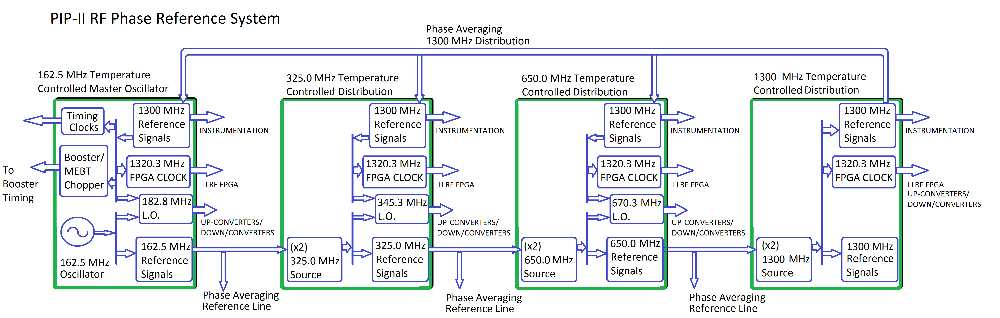 PIP-II RF Phase Reference System
Phase Averaging
1300 MHz Distribution
162.5 MHz Temperature
Controlled Master Oscillator
Timing
Clocks
1300 MHz
Reference
Signals
INSTRUMENTATION
Booster/
MEBT
Chopper
1320.3 MHz
FPGA CLOCK
LLRF FPGA
To
Booster
Timing
182.8 MHz
L.O.
UP-CONVERTERS/
DOWN/CONVERTERS
162.5 MHz
Oscillator
162.5 MHz
Reference
Signals
Phase Averaging
Reference Line
325.0 MHz Temperature
Controlled Distribution
1300 MHz
Reference
Signals
INSTRUMENTATION
1320.3 MHz
FPGA CLOCK
LLRF FPGA
345.3 MHz
L.O.
UP-CONVERTERS/
DOWN/CONVERTERS
(x2)
325.0 MHz
Source
325.0 MHz
Reference
Signals
Phase Averaging
Reference Line
650.0 MHz Temperature
Controlled Distribution
1300 MHz
Reference
Signals
INSTRUMENTATION
1320.3 MHz
FPGA CLOCK
LLRF FPGA
670.3 MHz
L.O.
UP-CONVERTERS/
DOWN/CONVERTERS
(x2)
650.0 MHz
Source
650.0 MHz
Reference
Signals
Phase Averaging
Reference Line
1300 MHz Temperature
Controlled Distribution
1300 MHz
Reference
Signals
INSTRUMENTATION
1320.3 MHz
FPGA CLOCK
LLRF FPGA
UP-CONVERTERS/
DOWN/CONVERTERS
(x2)
1300 MHz
Source
1300 MHz
Reference
Signals